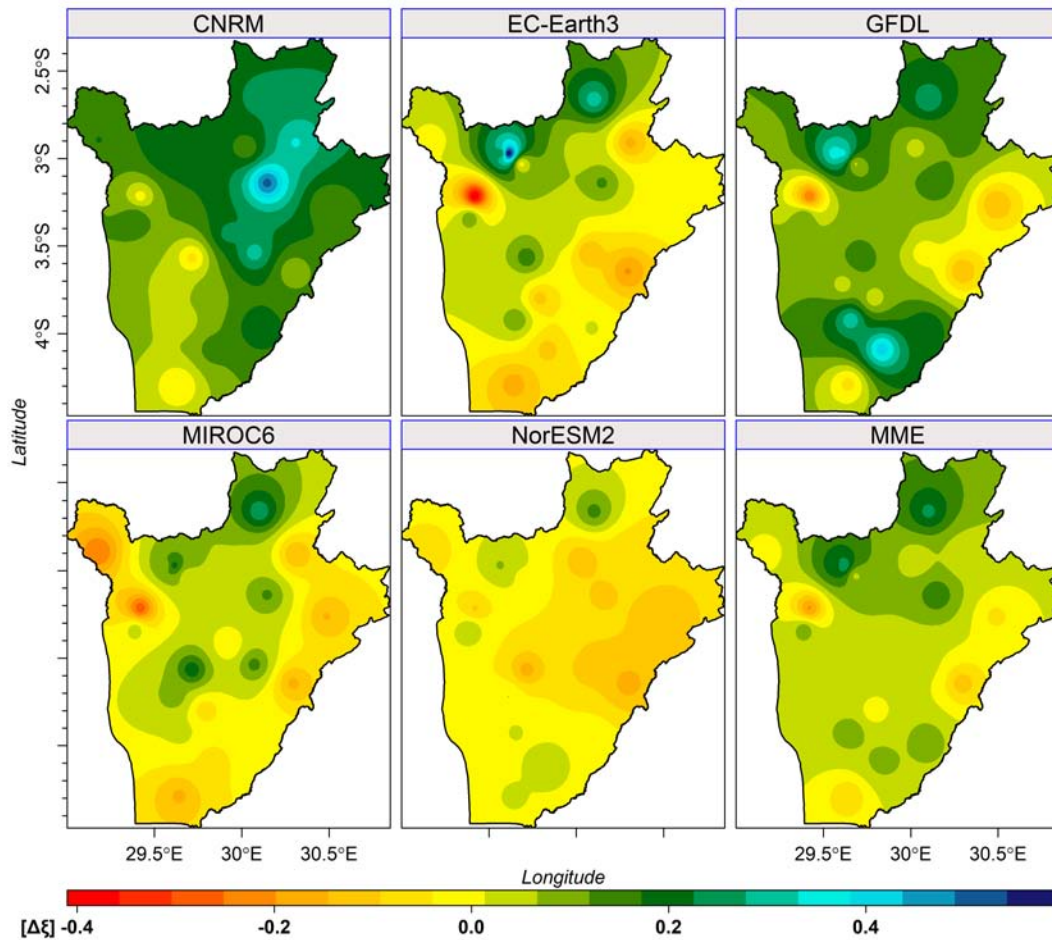 CNRM EC-Earth3 GFDL
2.5°S
3°S
3.5°S
4°S
Latitude
MIROC6 NorESM2 MME
29.5°E 30°E 30.5°E 29.5°E 30°E 30.5°E
Longitude
[Δξ] -0.4 -0.2 0.0 0.2 0.4